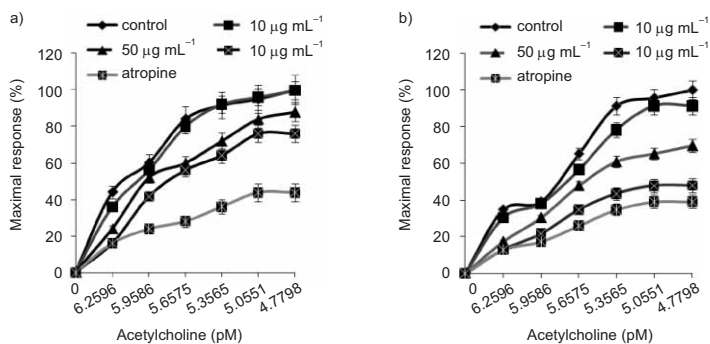 a)
control
10 μg mL⁻¹
50 μg mL⁻¹
10 μg mL⁻¹
atropine
Maximal response (%)
120
100
80
60
40
20
0
0
6.2596
5.9586
5.6575
5.3565
5.0551
4.7798
Acetylcholine (pM)
b)
control
10 μg mL⁻¹
50 μg mL⁻¹
10 μg mL⁻¹
atropine
Maximal response (%)
120
100
80
60
40
20
0
0
6.2596
5.9586
5.6575
5.3565
5.0551
4.7798
Acetylcholine (pM)